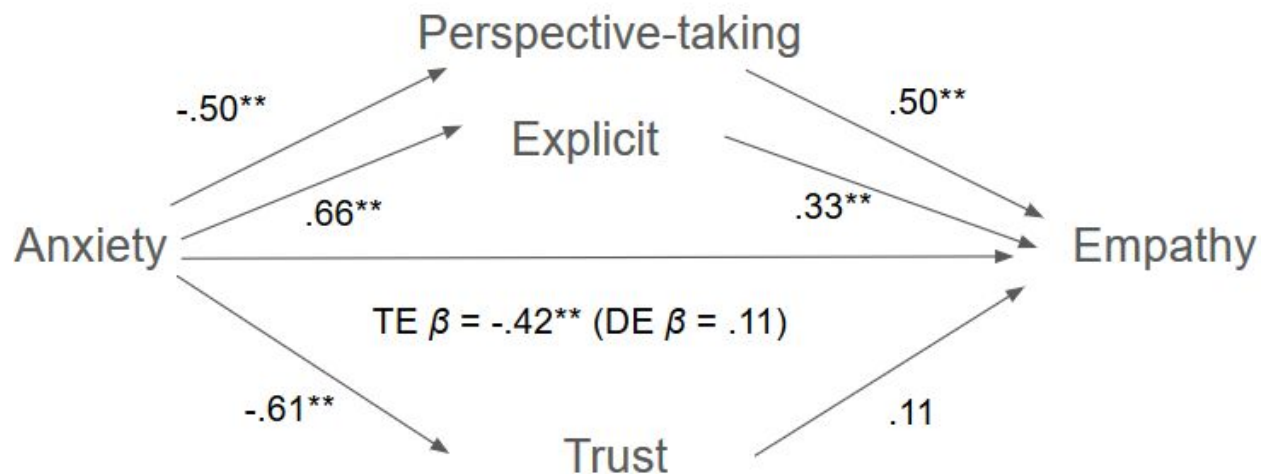 Perspective-taking
-.50**
.50**
Explicit
.66**
.33**
Anxiety
Empathy
TE β = -.42** (DE β = .11)
-.61**
.11
Trust